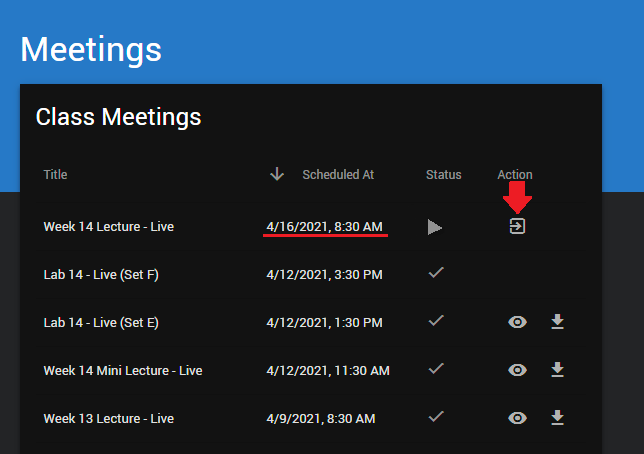 Meetings
Class Meetings
Title Scheduled At Status Action
Week 14 Lecture - Live 4/16/2021, 8:30 AM
Lab 14 - Live (Set F) 4/12/2021, 3:30 PM
Lab 14 - Live (Set E) 4/12/2021, 1:30 PM
Week 14 Mini Lecture - Live 4/12/2021, 11:30 AM
Week 13 Lecture - Live 4/9/2021, 8:30 AM